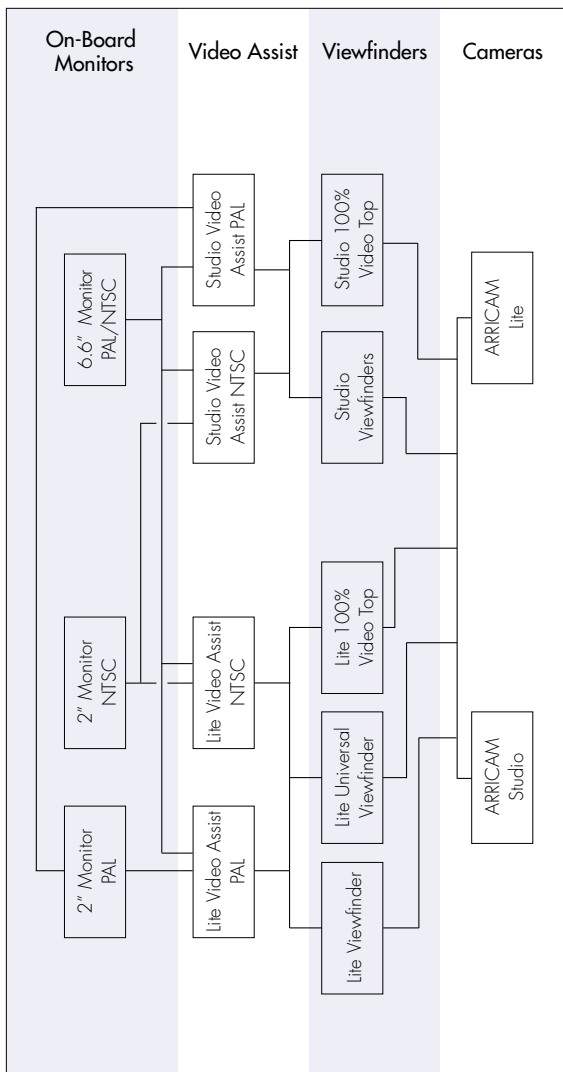 On-Board
Monitors
Video Assist
Viewfinders
Cameras
6.6" Monitor
PAL/NTSC
2" Monitor
NTSC
2" Monitor
PAL
Studio Video
Assist PAL
Studio Video
Assist NTSC
Lite Video Assist
NTSC
Lite Video Assist
PAL
Studio 100%
Video Top
Studio
Viewfinders
Lite 100%
Video Top
Lite Universal
Viewfinder
Lite Viewfinder
ARRICAM
Lite
ARRICAM
Studio